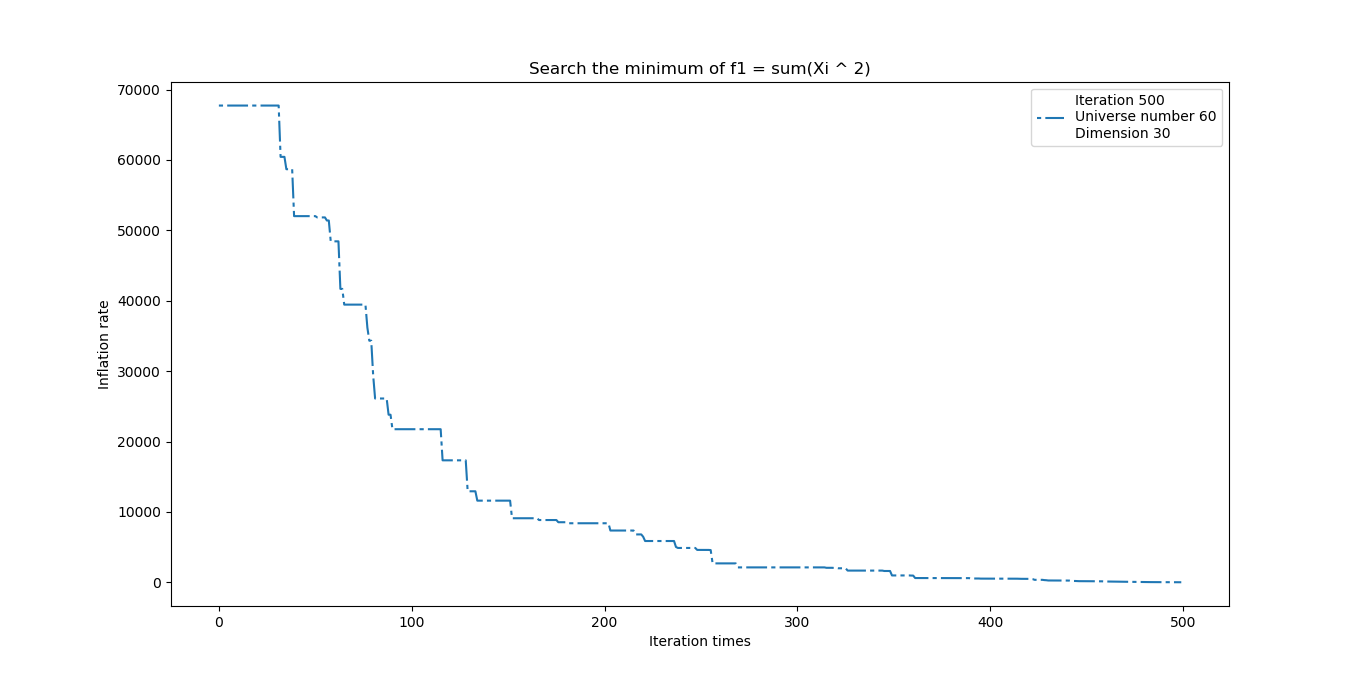 Search the minimum of f1 = sum(Xi ^ 2)
Iteration 500
Universe number 60
Dimension 30
70000
60000
50000
40000
30000
20000
10000
0
Inflation rate
0 100 200 300 400 500
Iteration times